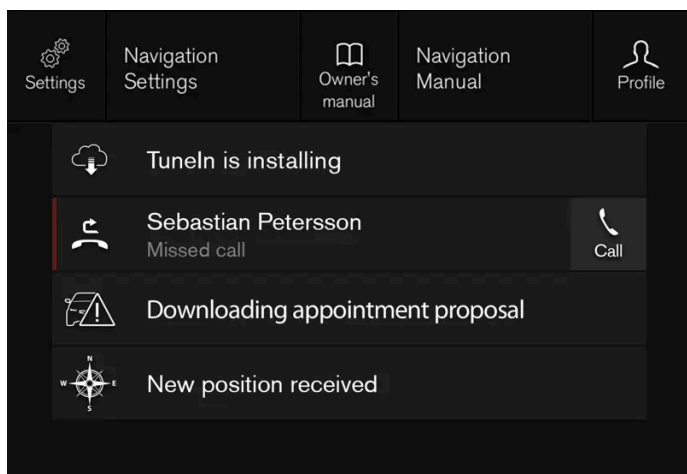 Settings
Navigation
Settings
Owner's
manual
Navigation
Manual
Profile
TuneIn is installing
Sebastian Petersson
Missed call
Call
Downloading appointment proposal
N
W
E
S
New position received